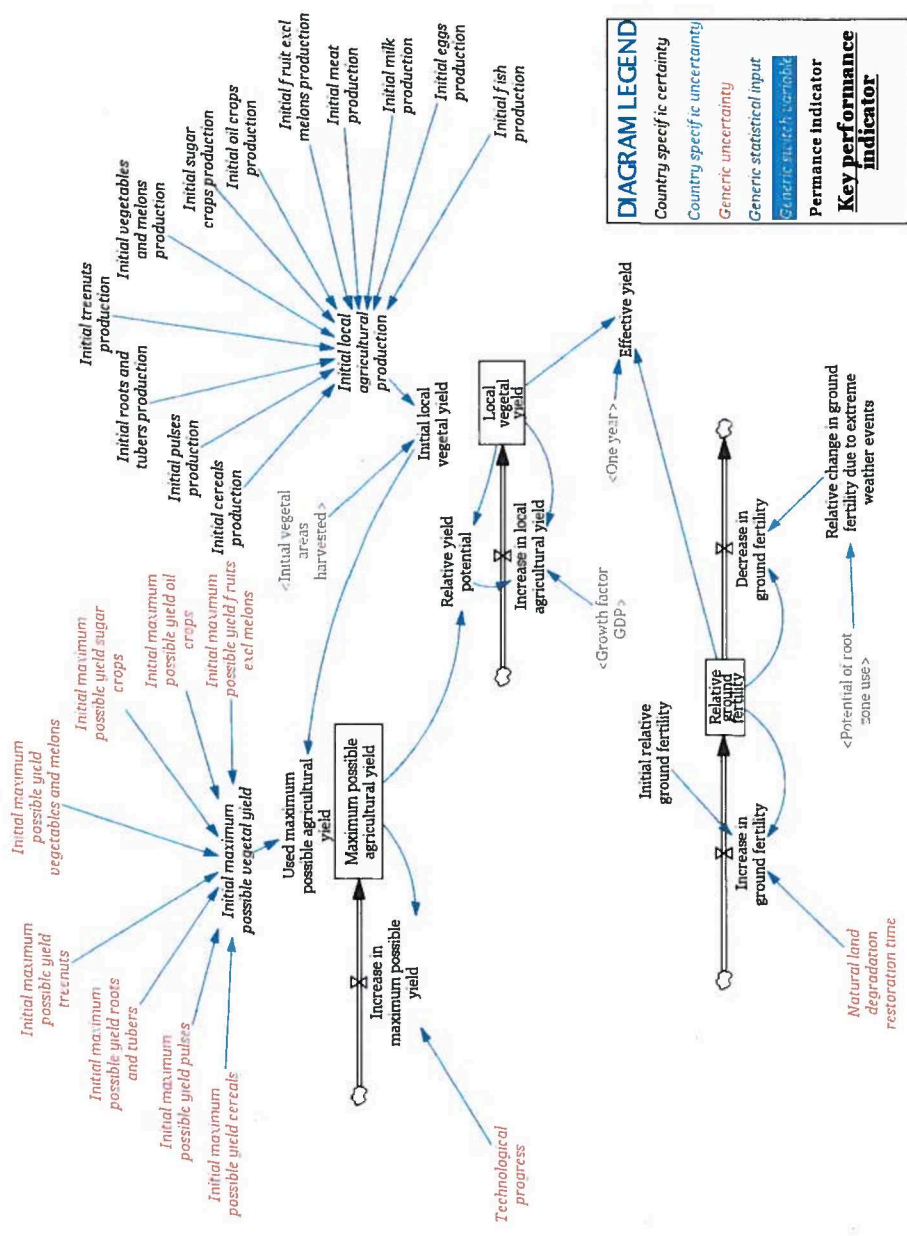 Initial maximum
possible yield
vegetables and melons
Initial maximum
possible yield
treenuts
Initial maximum
possible yield sugar
crops
Initial maximum
possible yield roots
and tubers
Initial maximum
possible yield oil
crops
Initial maximum
possible yield pulses
Initial maximum
possible yield fruits
excl melons
Initial maximum
possible yield cereals
Initial maximum
possible vegetal yield
Used maximum
possible agricultural
yield
Maximum possible
agricultural yield
Increase in
maximum possible
yield
Technological
progress
Initial treenuts
production
Initial vegetables
and melons
production
Initial roots and
tubers production
Initial sugar
crops production
Initial pulses
production
Initial oil crops
production
Initial cereals
production
Initial fruit excl
melons production
Initial meat
production
Initial milk
production
Initial eggs
production
Initial fish
production
Initial local
agricultural
production
<Initial vegetal
areas
harvested>
Initial local
vegetal yield
Relative yield
potential
Local
vegetal
yield
Increase in local
agricultural yield
<Growth factor
GDP>
<One year>
Effective yield
Initial relative
ground fertility
Increase in
ground fertility
Relative
ground
fertility
Decrease in
ground fertility
Natural land
degradation
restoration time
<Potential of root
zone use>
Relative change in ground
fertility due to extreme
weather events
DIAGRAM LEGEND
Country specific certainty
Country specific uncertainty
Generic uncertainty
Generic statistical input
Generic switch variable
Permance indicator
Key performance
indicator